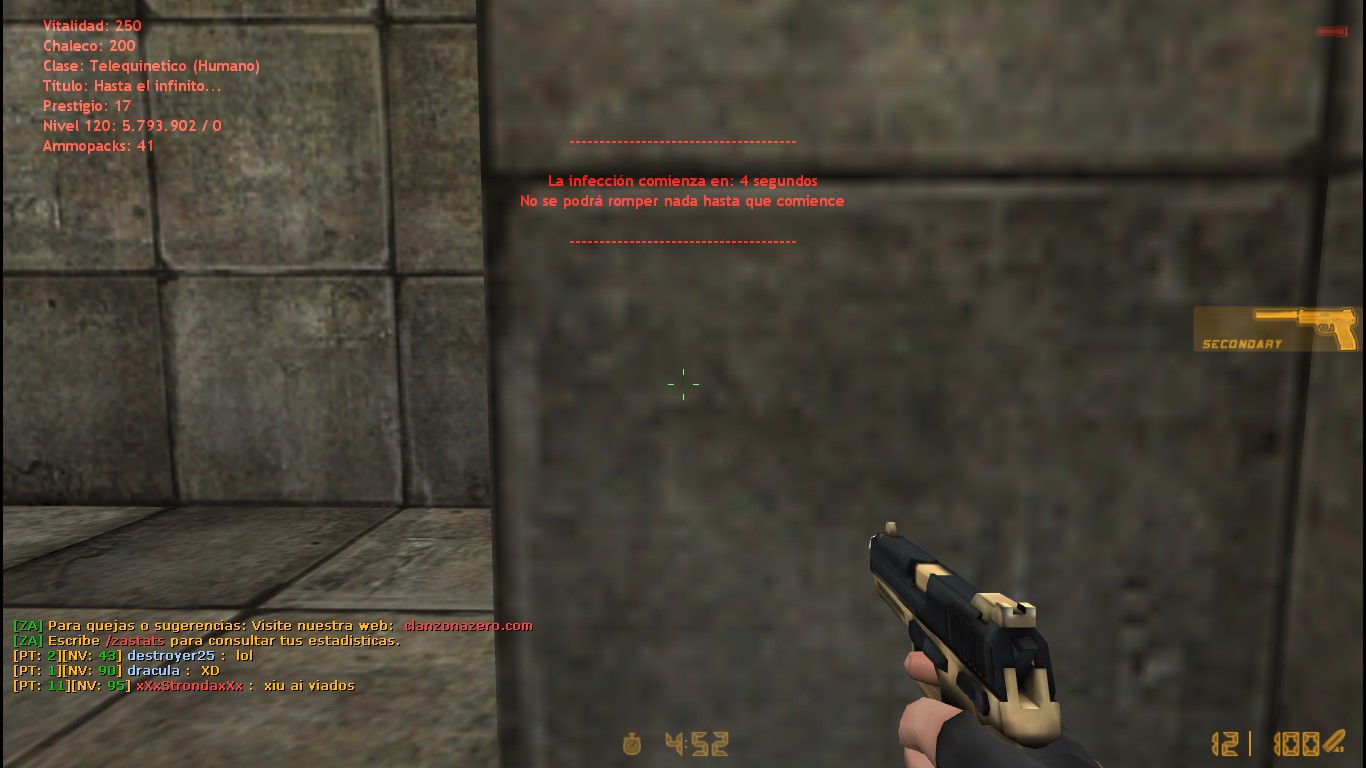 Vitalidad: 250
Chaleco: 200
Clase: Telequinetico (Humano)
Título: Hasta el infinito...
Prestigio: 17
Nivel 120: 5.793.902 / 0
Ammopacks: 41
-------------------------------------
La infección comienza en: 4 segundos
No se podrá romper nada hasta que comience
-------------------------------------
SECONDARY
[ZA] Para quejas o sugerencias: Visite nuestra web: clanzonazero.com
[ZA] Escribe /zastats para consultar tus estadisticas.
[PT: 2][NV: 43] destroyer25 : lol
[PT: 1][NV: 90] dracula : XD
[PT: 11][NV: 95] xXxStrondaxXx : xiu ai viados
4:52
12 | 100